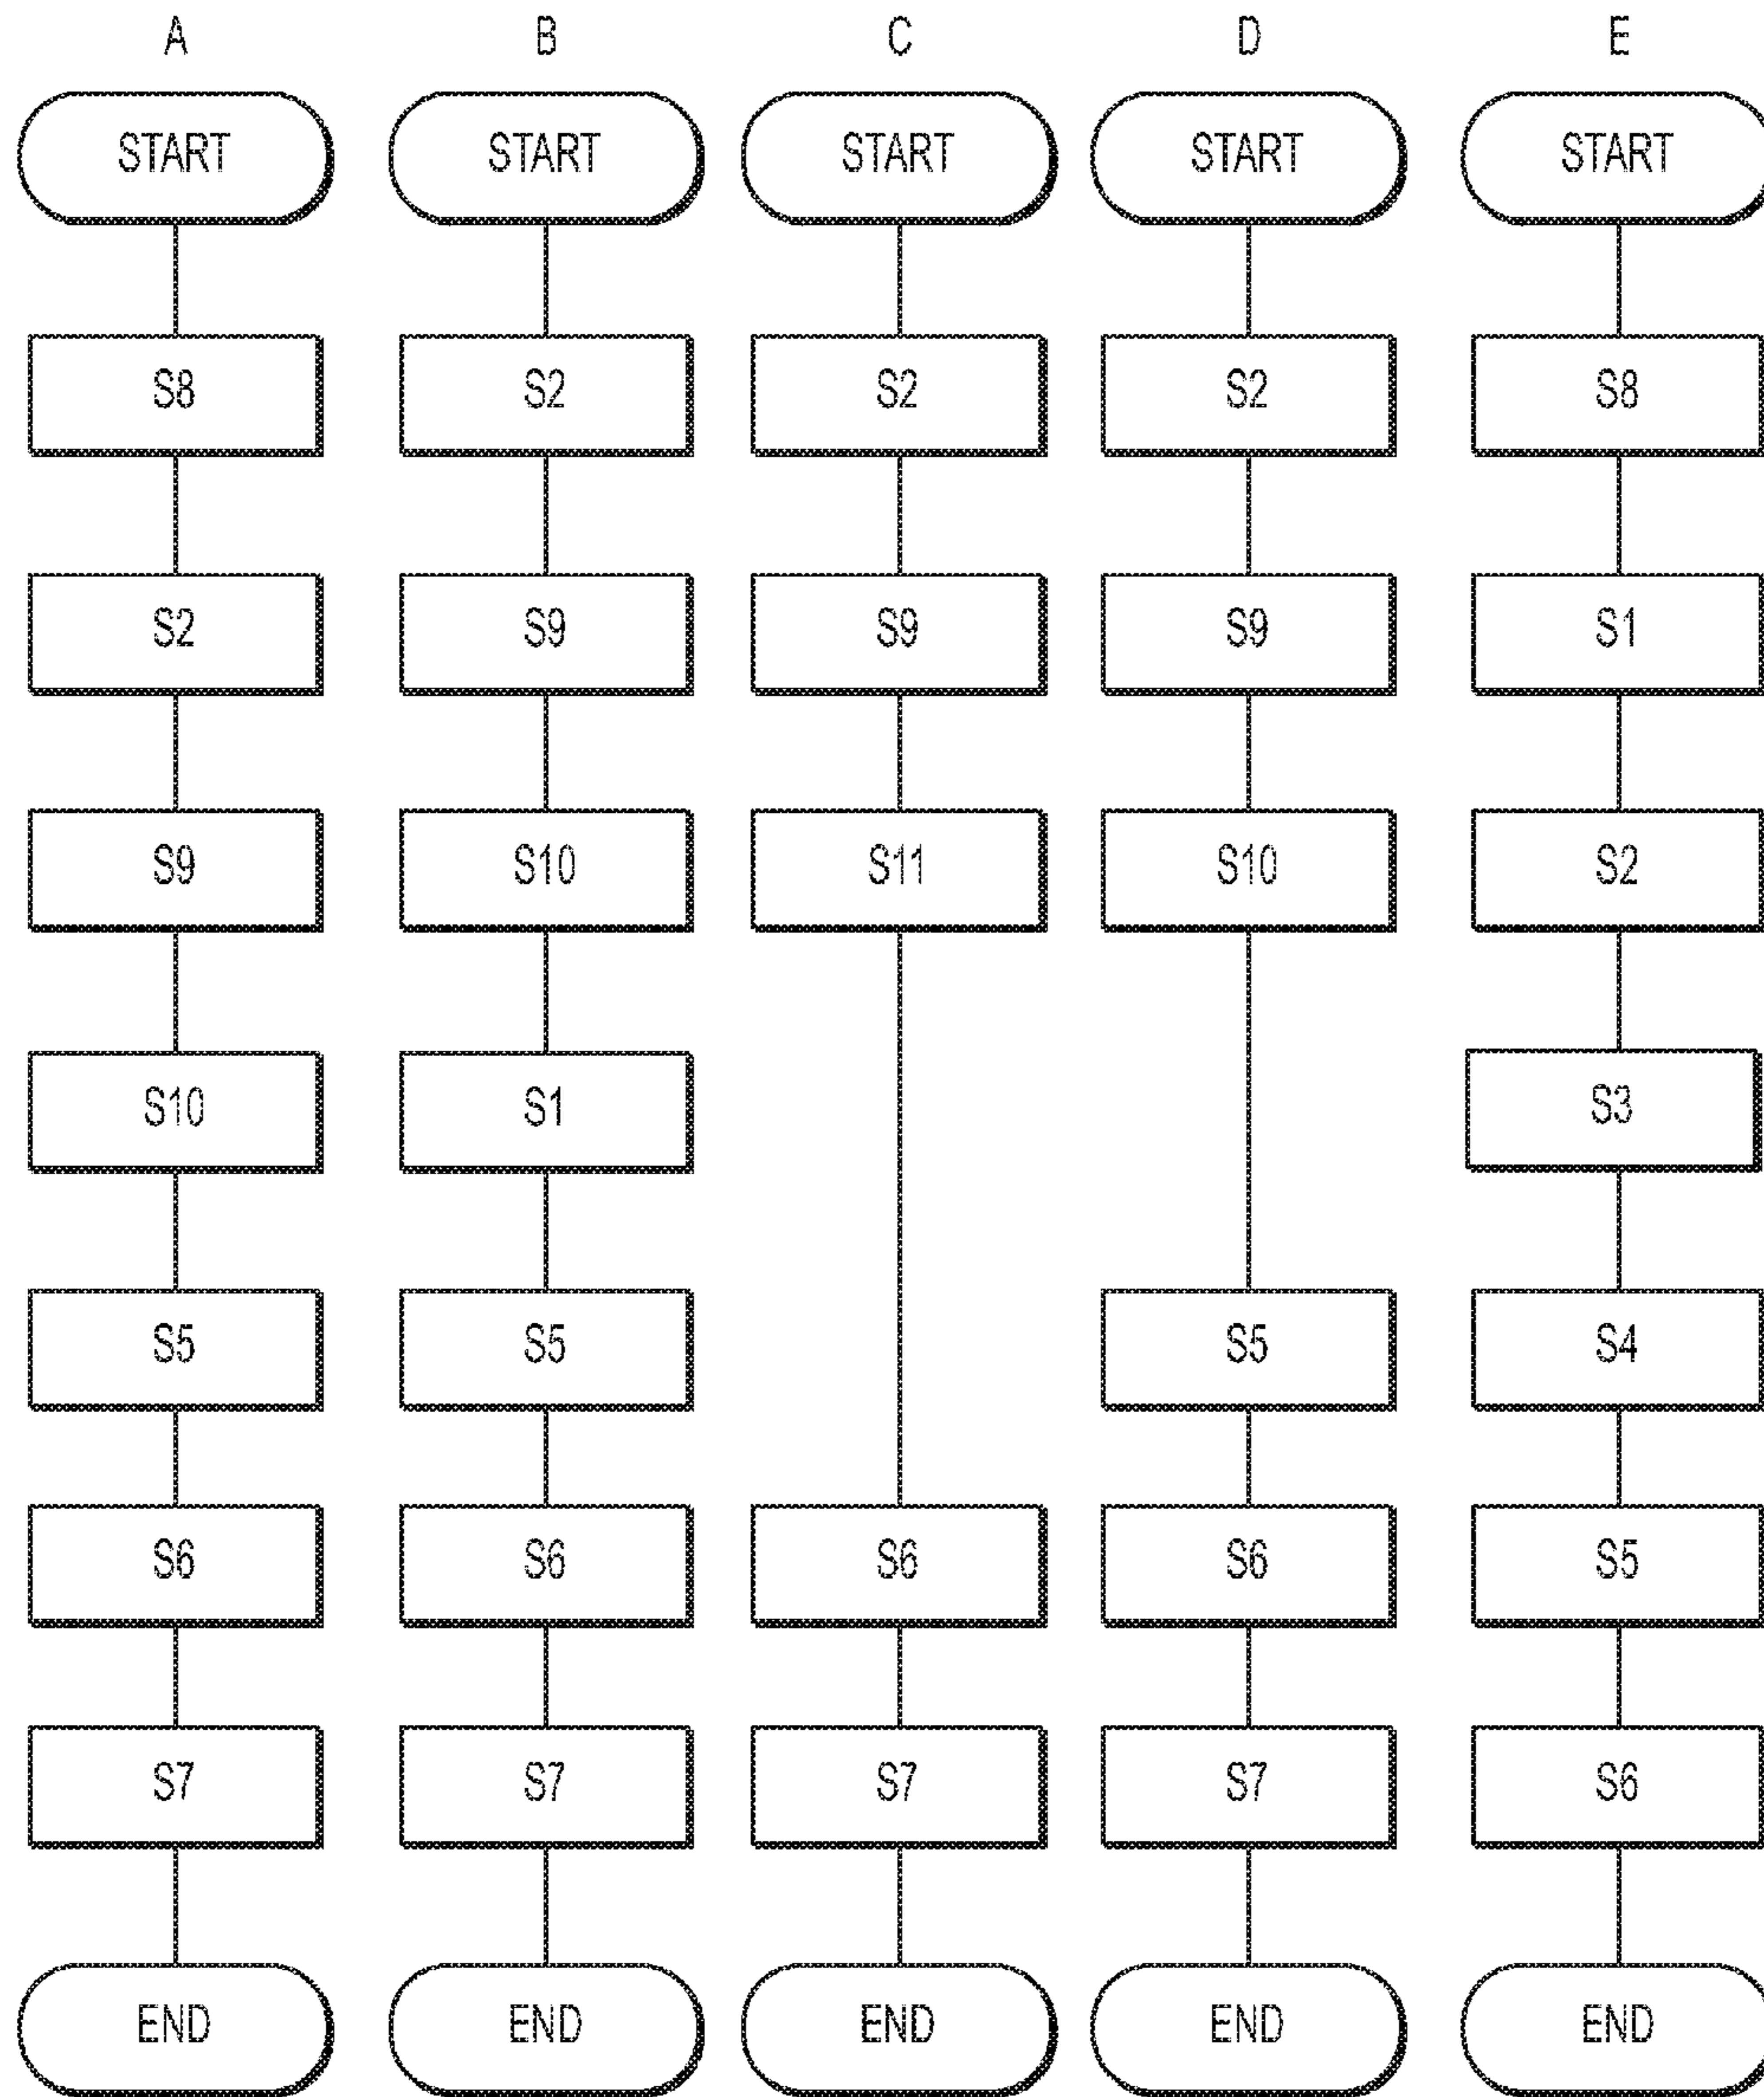 A B C D E
START START START START START
S8 S2 S2 S2 S8
S2 S9 S9 S9 S1
S9 S10 S11 S10 S2
S10 S1 S3
S5 S5 S5 S4
S6 S6 S6 S6 S5
S7 S7 S7 S7 S6
END END END END END